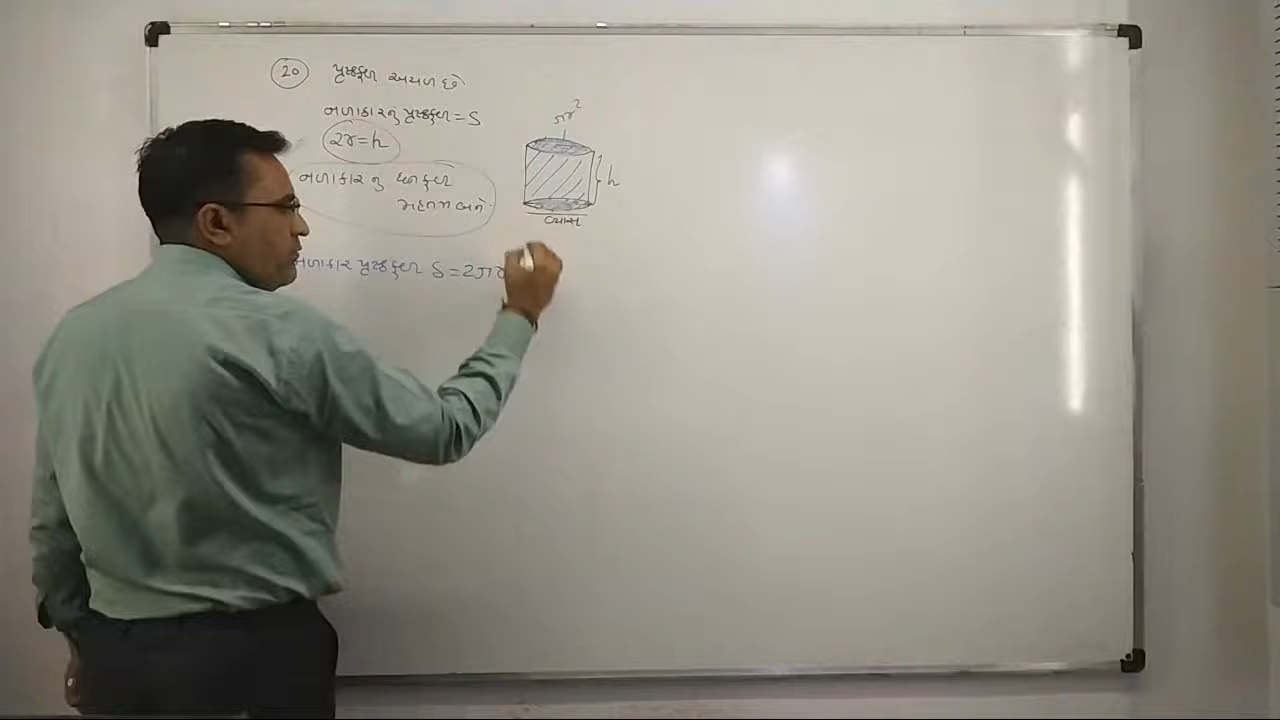 20 પૃષ્ઠફળ અચળ છે
નળાકારનું પૃષ્ઠફળ = S
2r = h
નળાકારનું ઘનફળ
મહત્તમ બને.
નળાકાર પૃષ્ઠફળ S = 2πr
πr²
h
વ્યાસ